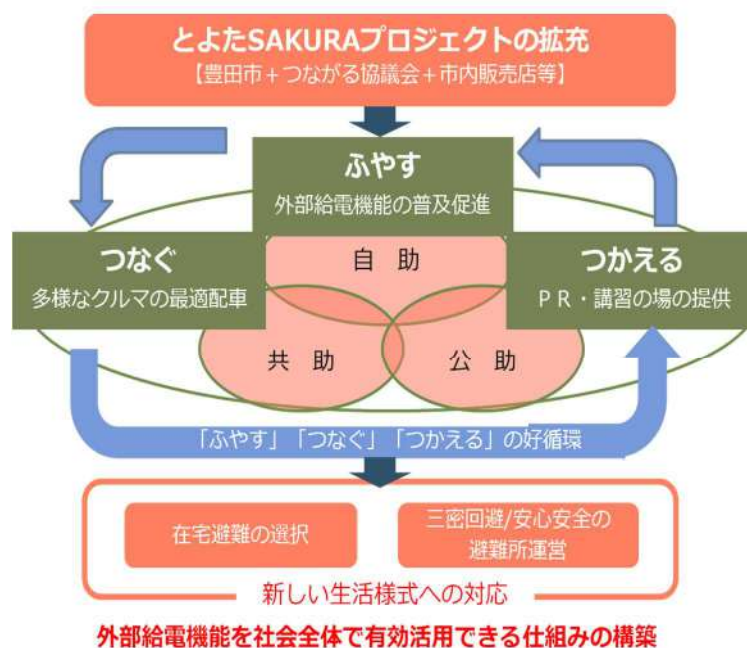 とよたSAKURAプロジェクトの拡充
【豊田市＋つながる協議会＋市内販売店等】
ふやす
外部給電機能の普及促進
つなぐ
多様なクルマの最適配車
つかえる
ＰＲ・講習の場の提供
自　助
共　助
公　助
「ふやす」「つなぐ」「つかえる」の好循環
在宅避難の選択
三密回避/安心安全の
避難所運営
新しい生活様式への対応
外部給電機能を社会全体で有効活用できる仕組みの構築